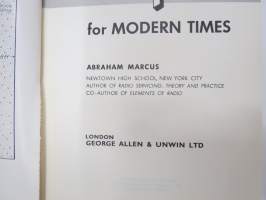 for MODERN TIMES
ABRAHAM MARCUS
NEWTOWN HIGH SCHOOL, NEW YORK CITY
AUTHOR OF RADIO SERVICING: THEORY AND PRACTICE
CO-AUTHOR OF ELEMENTS OF RADIO
LONDON
GEORGE ALLEN & UNWIN LTD